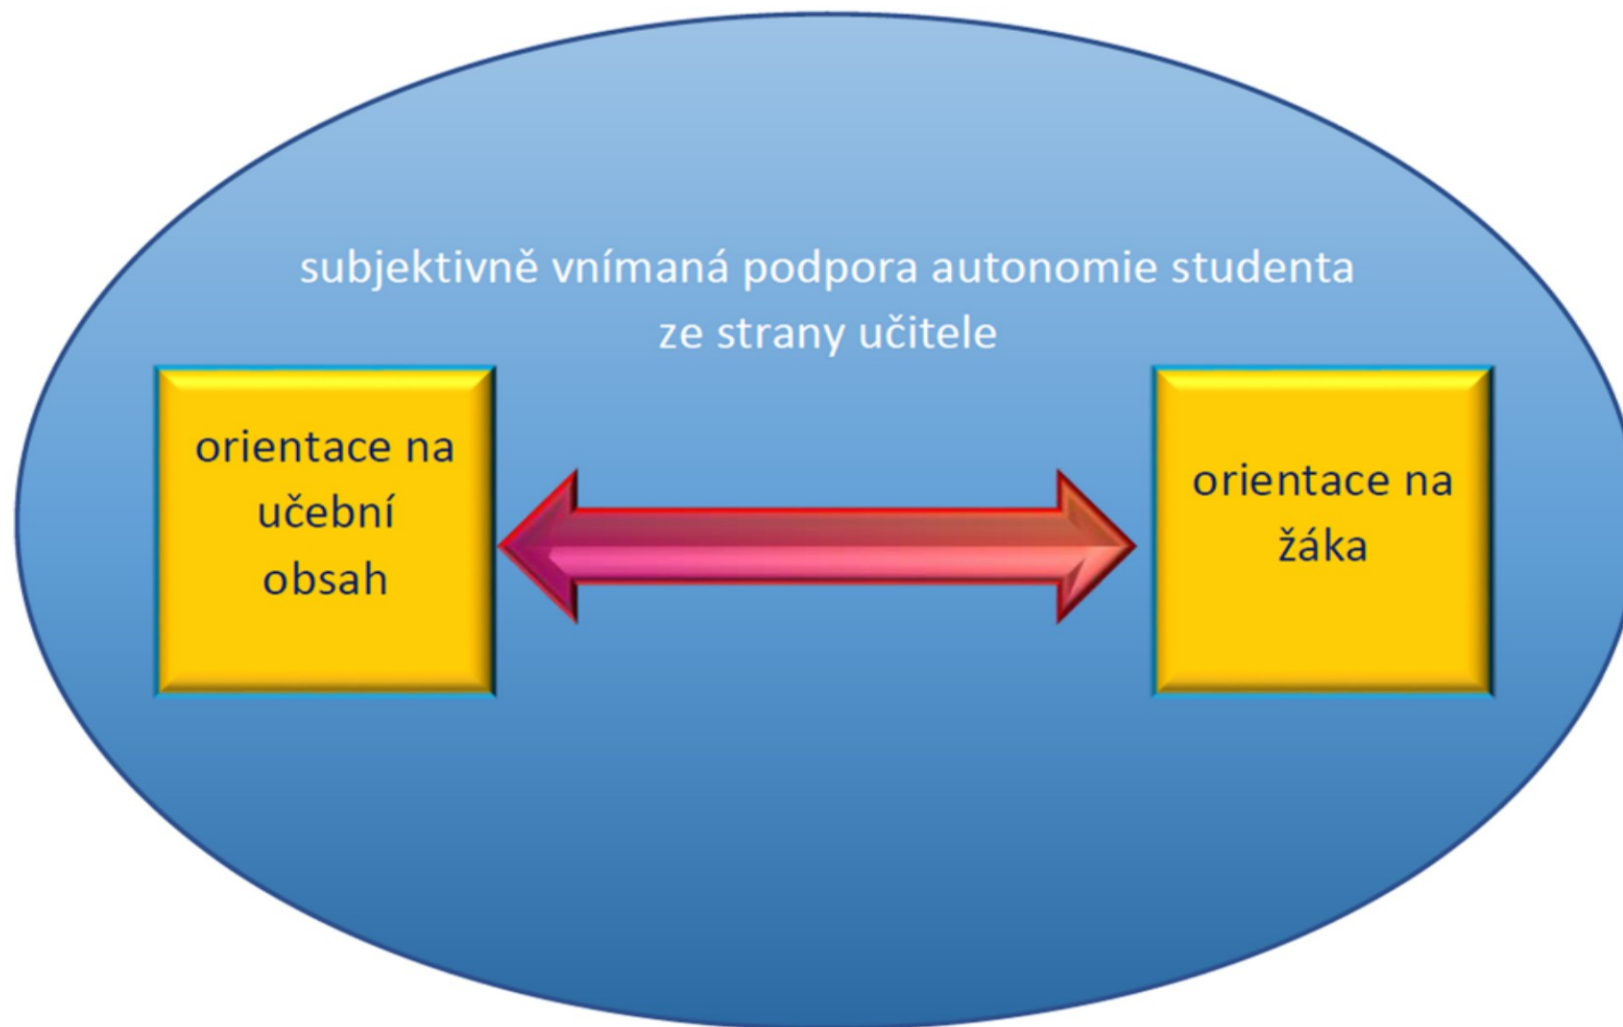 subjektivně vnímaná podpora autonomie studenta
ze strany učitele
orientace na
učební
obsah
orientace na
žáka